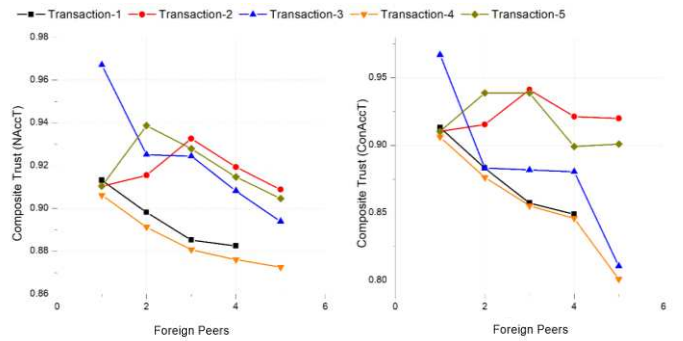 Transaction-1 Transaction-2 Transaction-3 Transaction-4 Transaction-5
Composite Trust (NAccT)
0.98
0.96
0.94
0.92
0.90
0.88
0.86
0 2 4 6
Foreign Peers
Composite Trust (ConAccT)
0.95
0.90
0.85
0.80
0 2 4 6
Foreign Peers